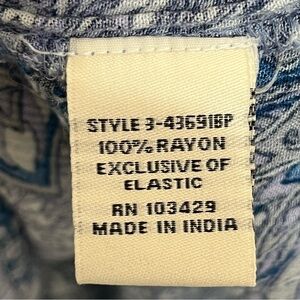 STYLE 3-43691BP
100% RAYON
EXCLUSIVE OF
ELASTIC
RN 103429
MADE IN INDIA